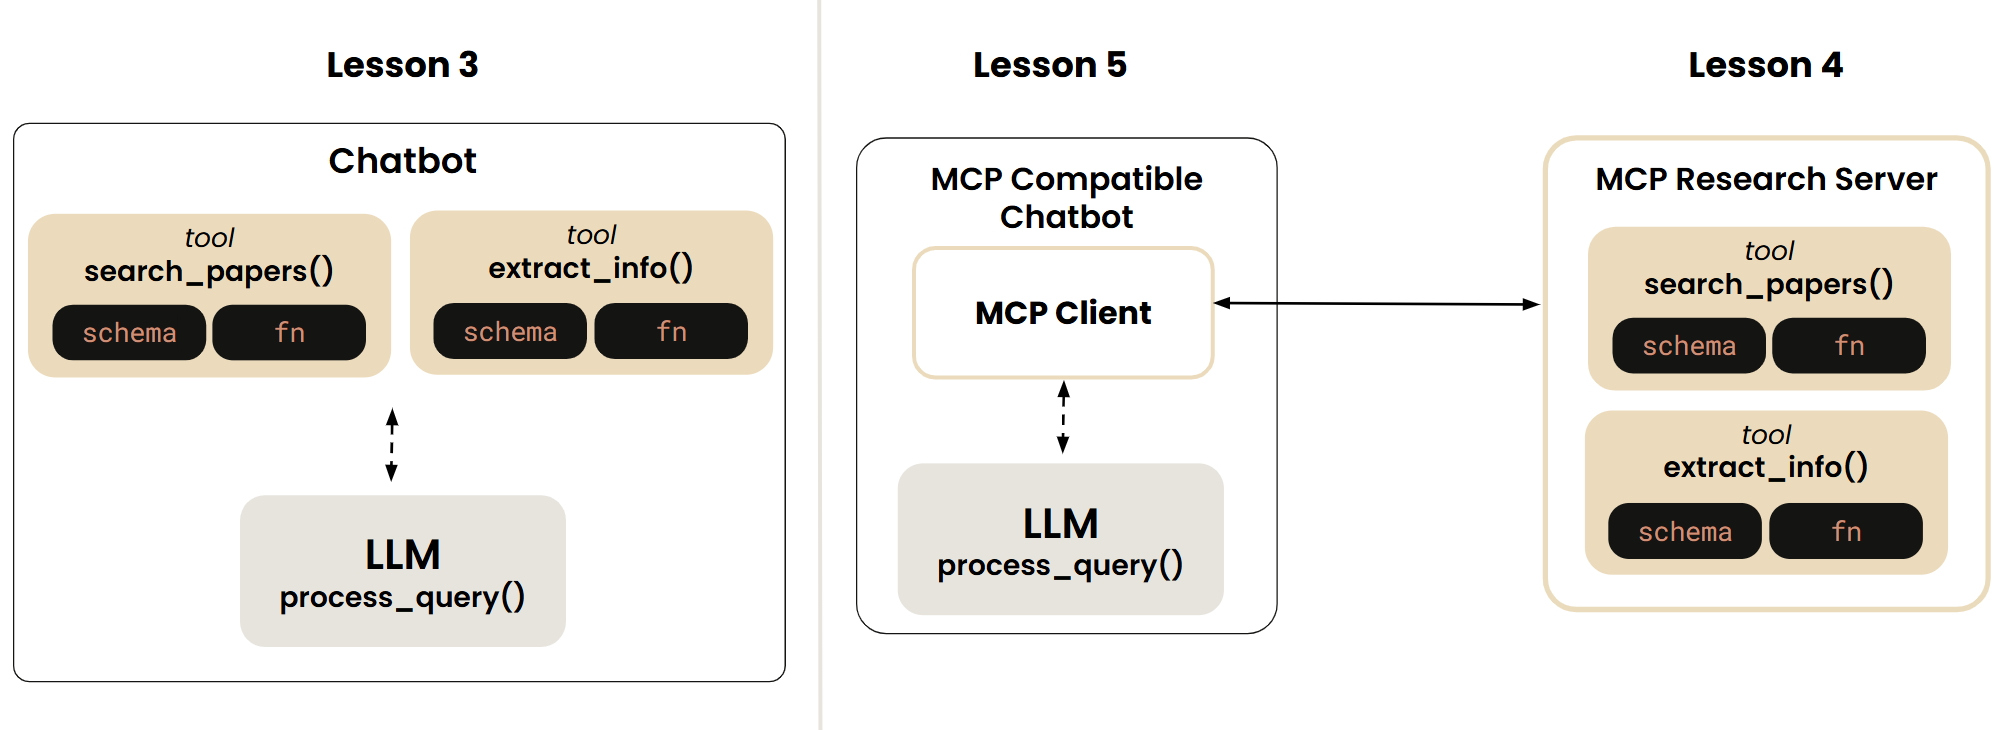 Lesson 3
Chatbot
tool
search_papers()
schema
fn
tool
extract_info()
schema
fn
LLM
process_query()
Lesson 5
MCP Compatible
Chatbot
MCP Client
LLM
process_query()
Lesson 4
MCP Research Server
tool
search_papers()
schema
fn
tool
extract_info()
schema
fn